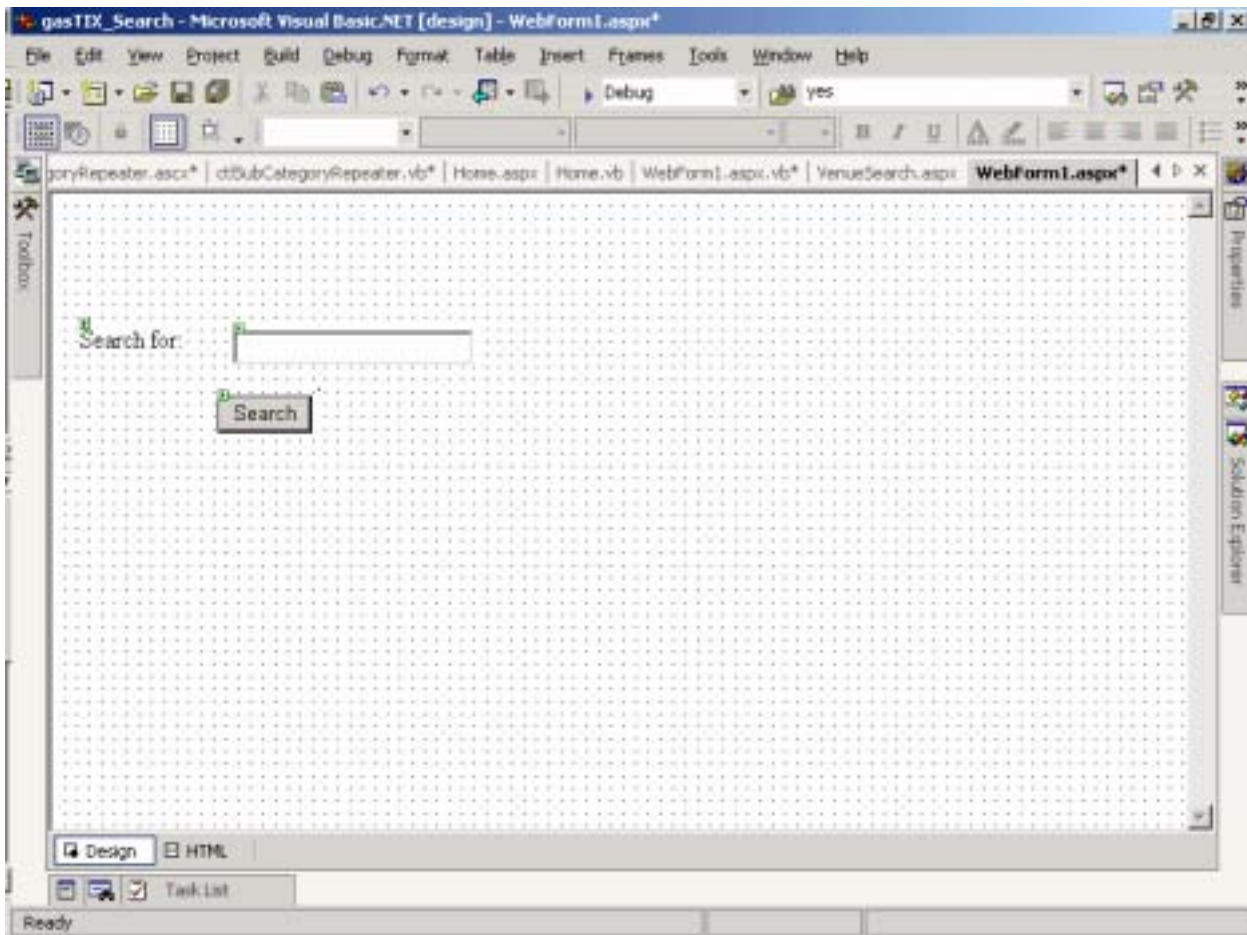 gasTIX_Search - Microsoft Visual Basic.NET [design] - WebForm1.aspx*
File Edit View Project Build Debug Format Table Insert Frames Tools Window Help
Debug yes
B I U A
goryRepeater.ascx* ctlSubCategoryRepeater.vb* Home.aspx Home.vb WebForm1.aspx.vb* VenueSearch.aspx WebForm1.aspx*
Toolbox
Properties
Search for:
Search
Solution Explorer
Design HTML
Task List
Ready